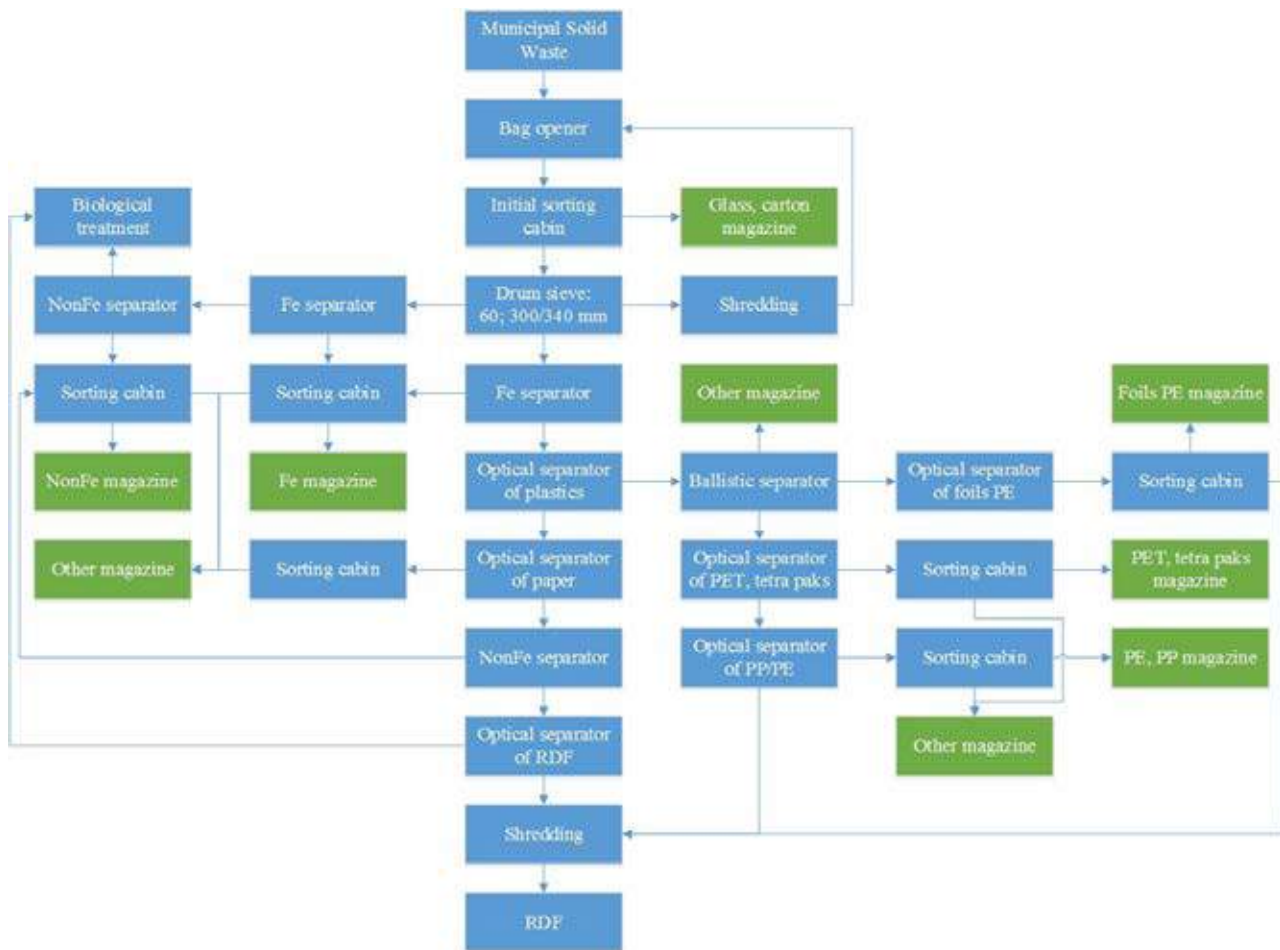 Municipal Solid
Waste
Bag opener
Biological
treatment
Initial sorting
cabin
Glass, carton
magazine
NonFe separator
Fe separator
Drum sieve:
60; 300/340 mm
Shredding
Sorting cabin
Sorting cabin
Fe separator
Other magazine
Foils PE magazine
NonFe magazine
Fe magazine
Optical separator
of plastics
Ballistic separator
Optical separator
of foils PE
Sorting cabin
Other magazine
Sorting cabin
Optical separator
of paper
Optical separator
of PET, tetra paks
Sorting cabin
PET, tetra paks
magazine
NonFe separator
Optical separator
of PP/PE
Sorting cabin
PE, PP magazine
Optical separator
of RDF
Other magazine
Shredding
RDF